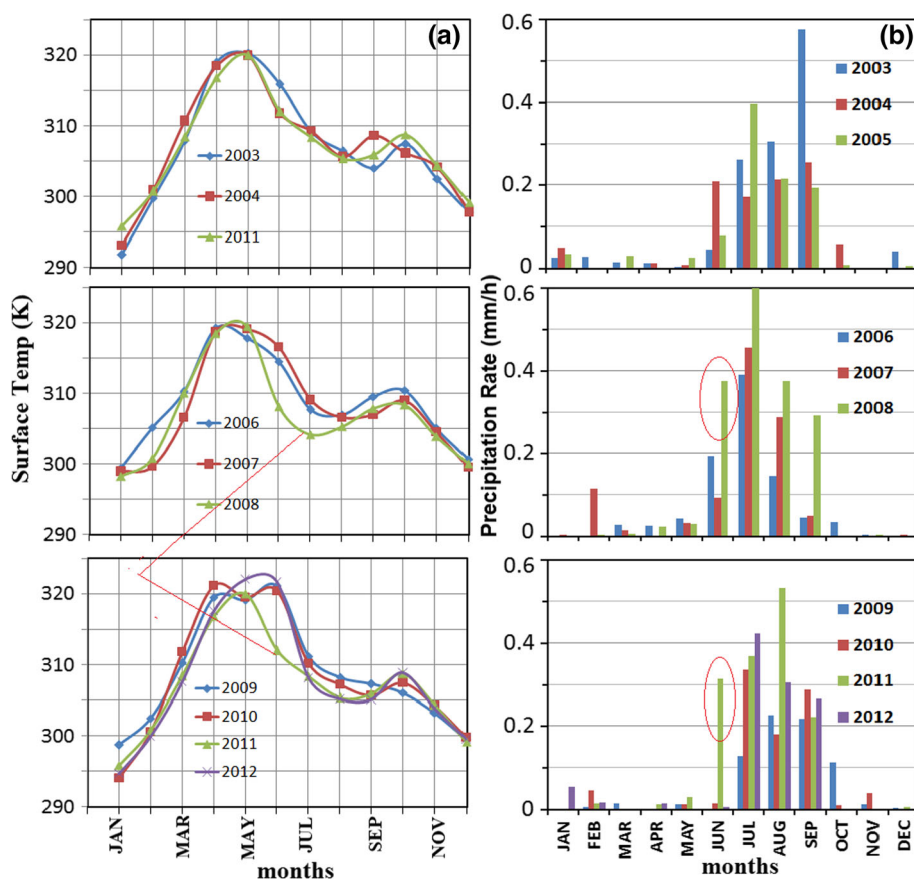 (a)
320
310
300
290
2003
2004
2011
320
310
300
290
2006
2007
2008
320
310
300
290
2009
2010
2011
2012
Surface Temp (K)
JAN
MAR
MAY
JUL
SEP
NOV
months
(b)
0.6
0.4
0.2
0
2003
2004
2005
0.6
0.4
0.2
0
2006
2007
2008
0.6
0.4
0.2
0
2009
2010
2011
2012
Precipitation Rate (mm/h)
JAN
FEB
MAR
APR
MAY
JUN
JUL
AUG
SEP
OCT
NOV
DEC
months